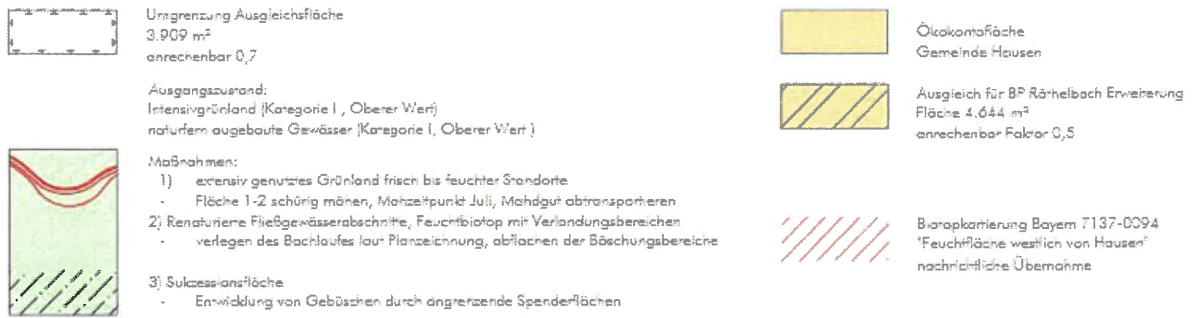 Umgrenzung Ausgleichsfläche
3.909 m²
anrechenbar 0,7
Ausgangszustand:
Intensivgrünland (Kategorie I , Oberer Wert)
naturfern augebaute Gewässer (Kategorie I, Oberer Wert )
Maßnahmen:
1) extensiv genutztes Grünland frisch bis feuchter Standorte
- Fläche 1-2 schürig mähen, Mahzeitpunkt Juli, Mahdgut abtransportieren
2) Renaturierte Fließgewässerabschnitte, Feuchtbiotop mit Verlandungsbereichen
- verlegen des Bachlaufes laut Planzeichnung, abflachen der Böschungsbereiche
3) Sukzessionsfläche
- Entwicklung von Gebüschen durch angrenzende Spenderflächen
Ökokontofläche
Gemeinde Hausen
Ausgleich für BP Röthelbach Erweiterung
Fläche 4.644 m²
anrechenbar Faktor 0,5
Biotopkartierung Bayern 7137-0094
"Feuchtfläche westlich von Hausen"
nachrichtliche Übernahme